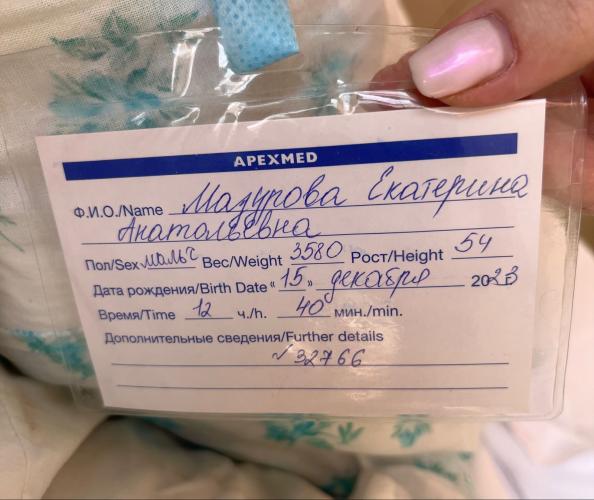 APEXMED
Ф.И.О./Name Мазурова Екатерина
Анатольевна
Пол/Sex мальч Вес/Weight 3580 Рост/Height 54
Дата рождения/Birth Date “ 15 „ декабря 2023
Время/Time 12 ч./h. 40 мин./min.
Дополнительные сведения/Further details
√ 32766